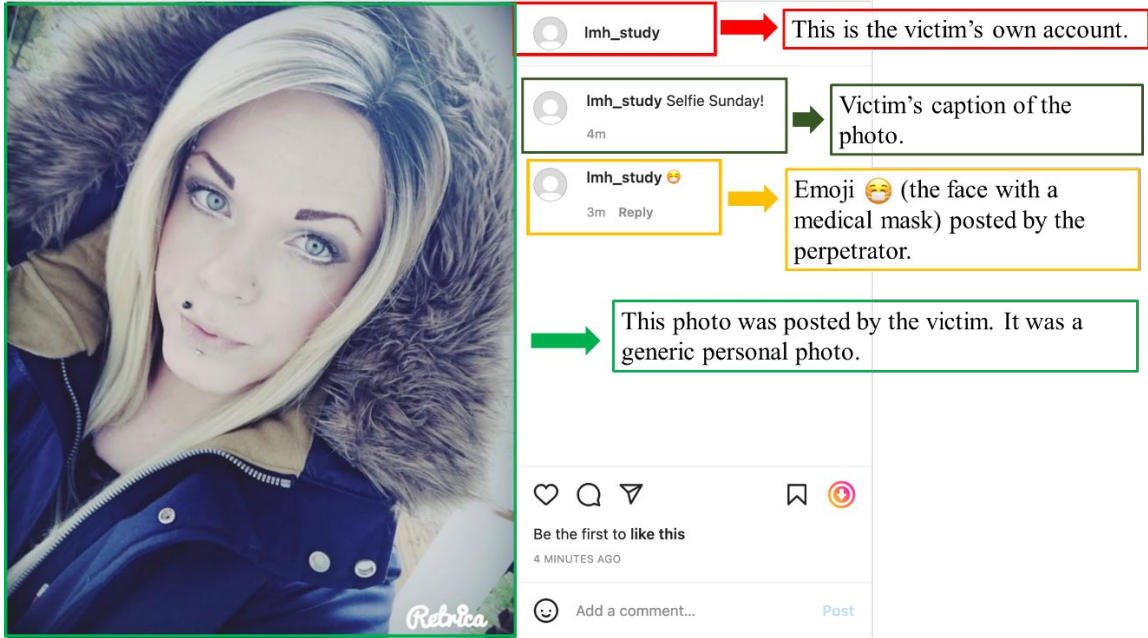 lmh_study
This is the victim's own account.
lmh_study Selfie Sunday!
4m
Victim's caption of the
photo.
lmh_study 😷
3m Reply
Emoji 😷 (the face with a
medical mask) posted by the
perpetrator.
This photo was posted by the victim. It was a
generic personal photo.
Be the first to like this
4 MINUTES AGO
Add a comment...
Post
Retrica